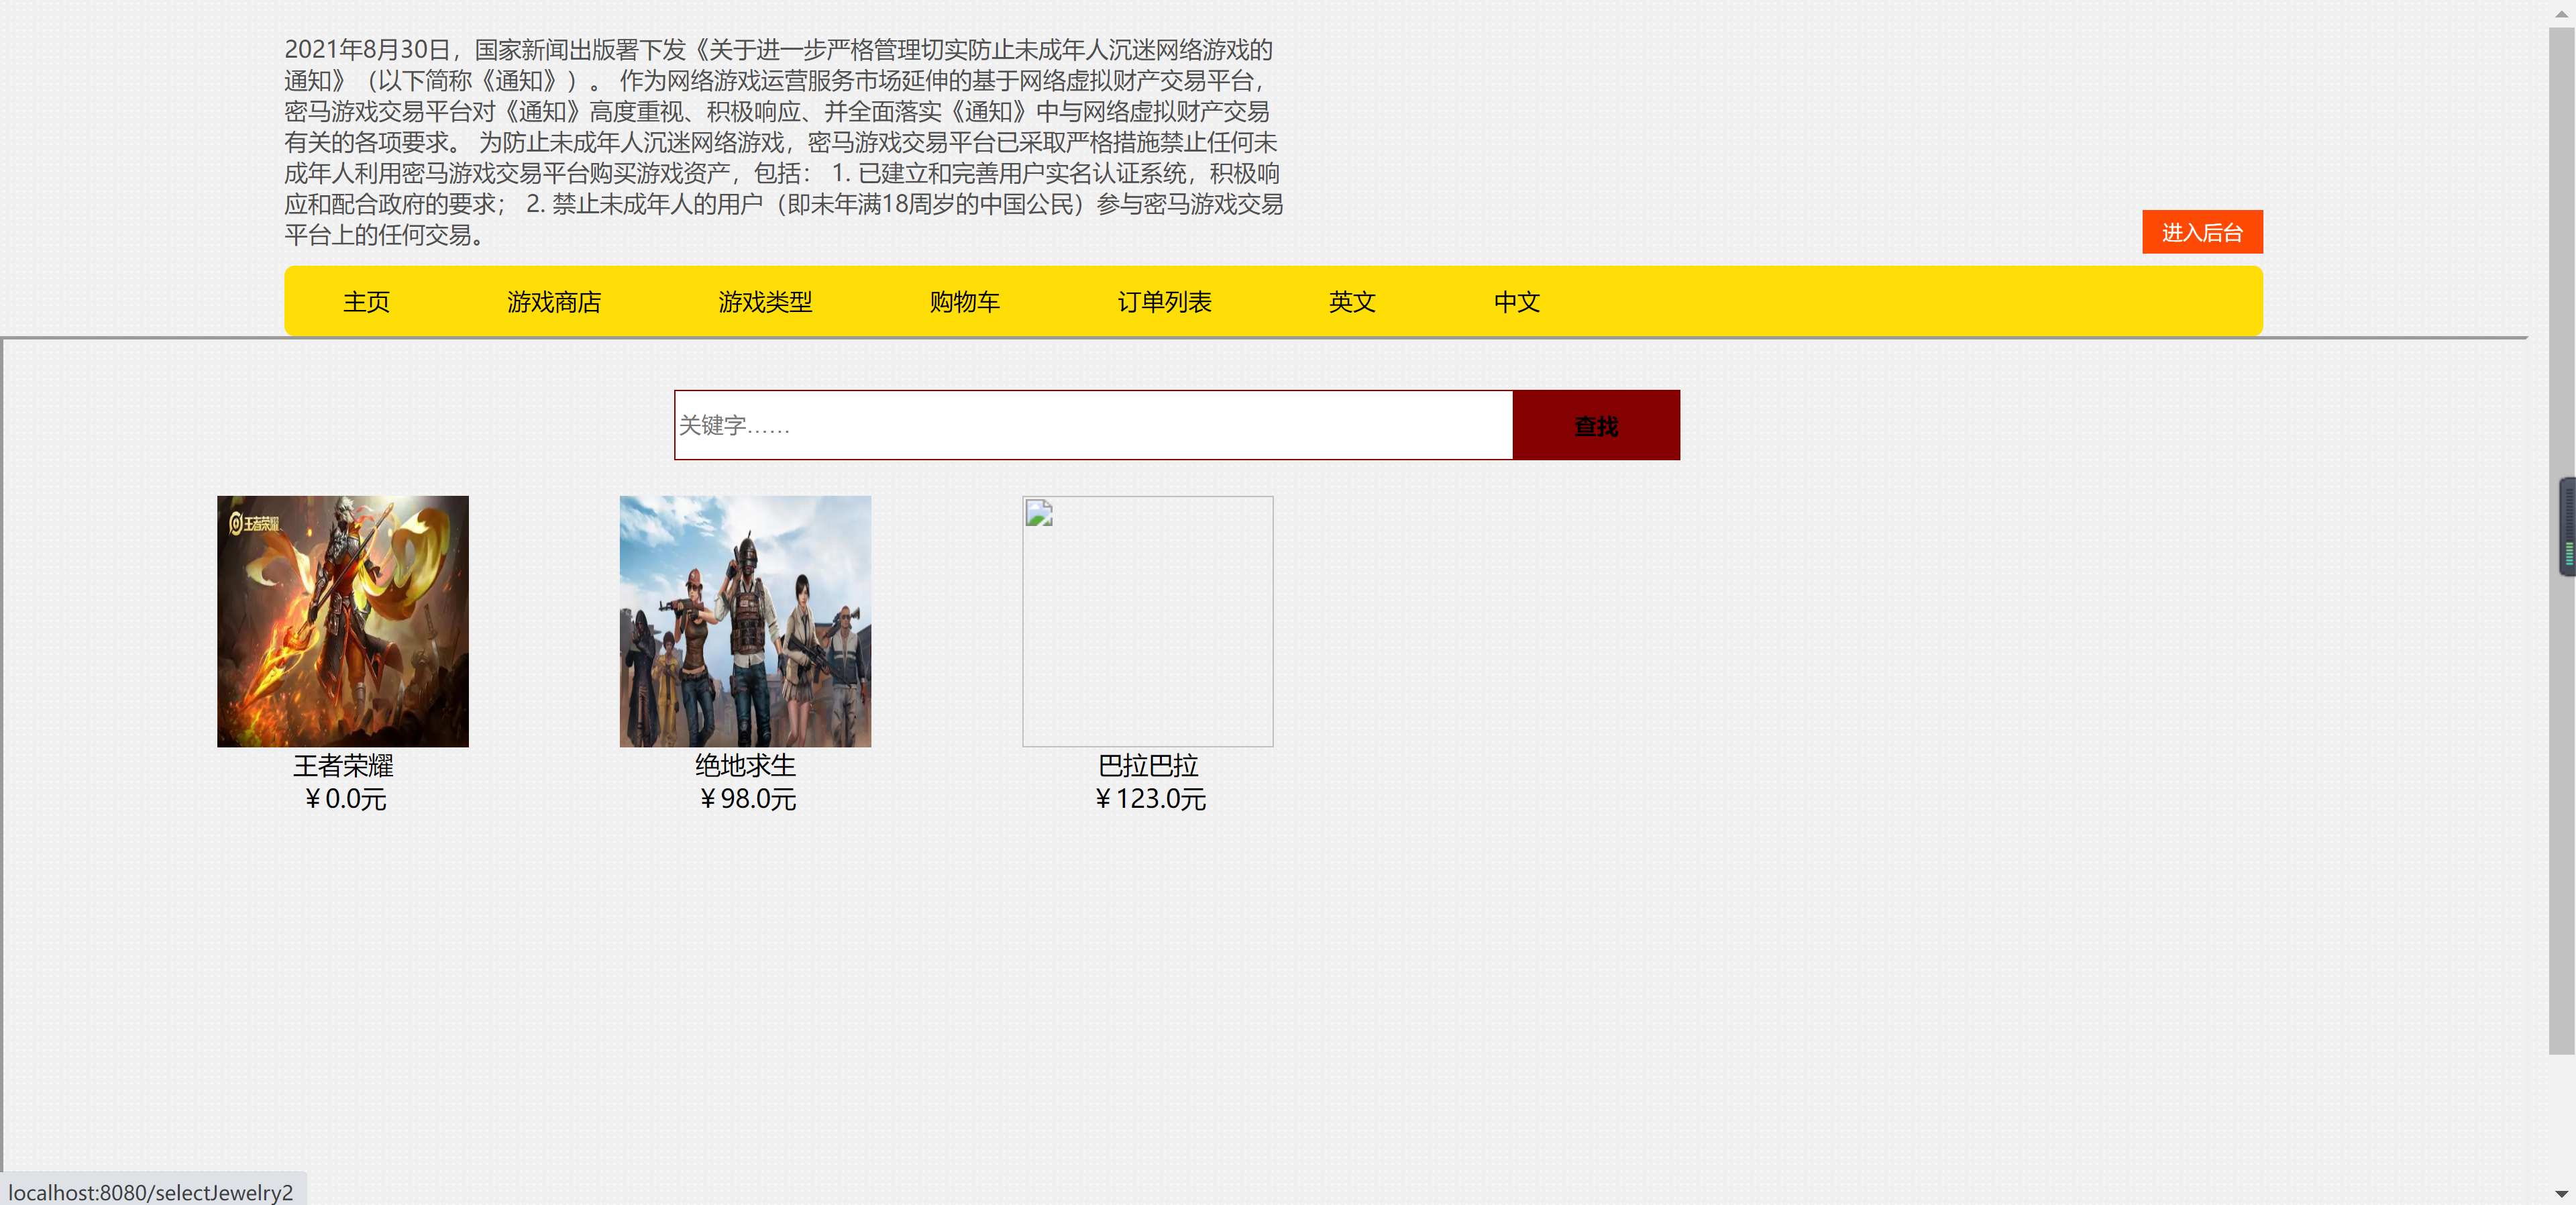 2021年8月30日，国家新闻出版署下发《关于进一步严格管理切实防止未成年人沉迷网络游戏的
通知》（以下简称《通知》）。 作为网络游戏运营服务市场延伸的基于网络虚拟财产交易平台，
密马游戏交易平台对《通知》高度重视、积极响应、并全面落实《通知》中与网络虚拟财产交易
有关的各项要求。 为防止未成年人沉迷网络游戏，密马游戏交易平台已采取严格措施禁止任何未
成年人利用密马游戏交易平台购买游戏资产，包括： 1. 已建立和完善用户实名认证系统，积极响
应和配合政府的要求； 2. 禁止未成年人的用户（即未年满18周岁的中国公民）参与密马游戏交易
平台上的任何交易。
进入后台
主页 游戏商店 游戏类型 购物车 订单列表 英文 中文
关键字…… 查找
王者荣耀
王者荣耀 绝地求生 巴拉巴拉
￥0.0元 ￥98.0元 ￥123.0元
localhost:8080/selectJewelry2